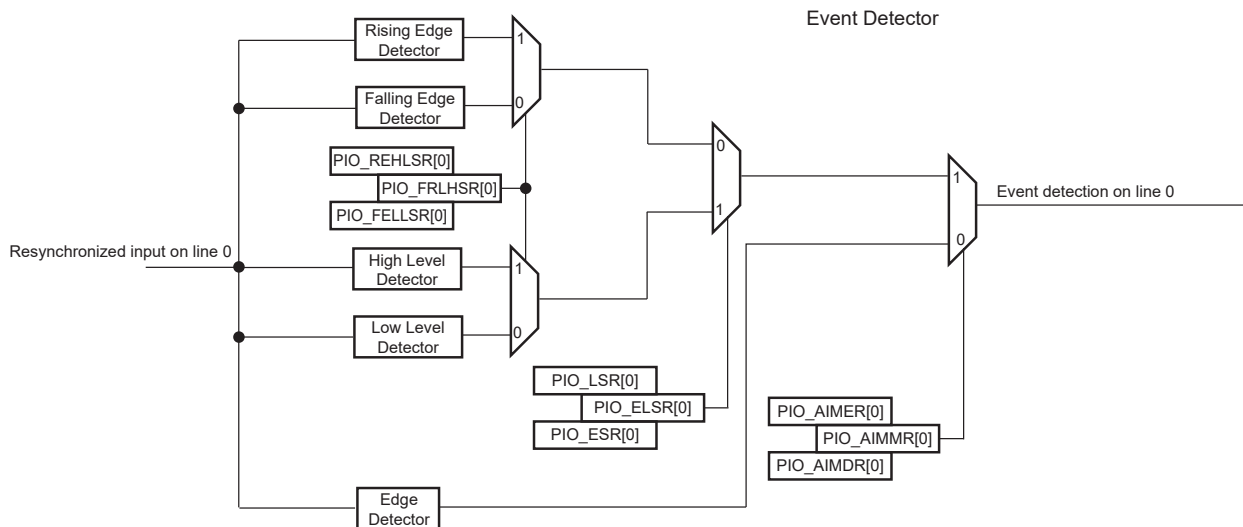 Event Detector
Rising Edge
Detector
1
Falling Edge
Detector
0
0
PIO_REHLSR[0]
PIO_FRLHSR[0]
PIO_FELLSR[0]
1
1
Event detection on line 0
Resynchronized input on line 0
0
High Level
Detector
1
Low Level
Detector
0
PIO_LSR[0]
PIO_ELSR[0]
PIO_ESR[0]
PIO_AIMER[0]
PIO_AIMMR[0]
PIO_AIMDR[0]
Edge
Detector